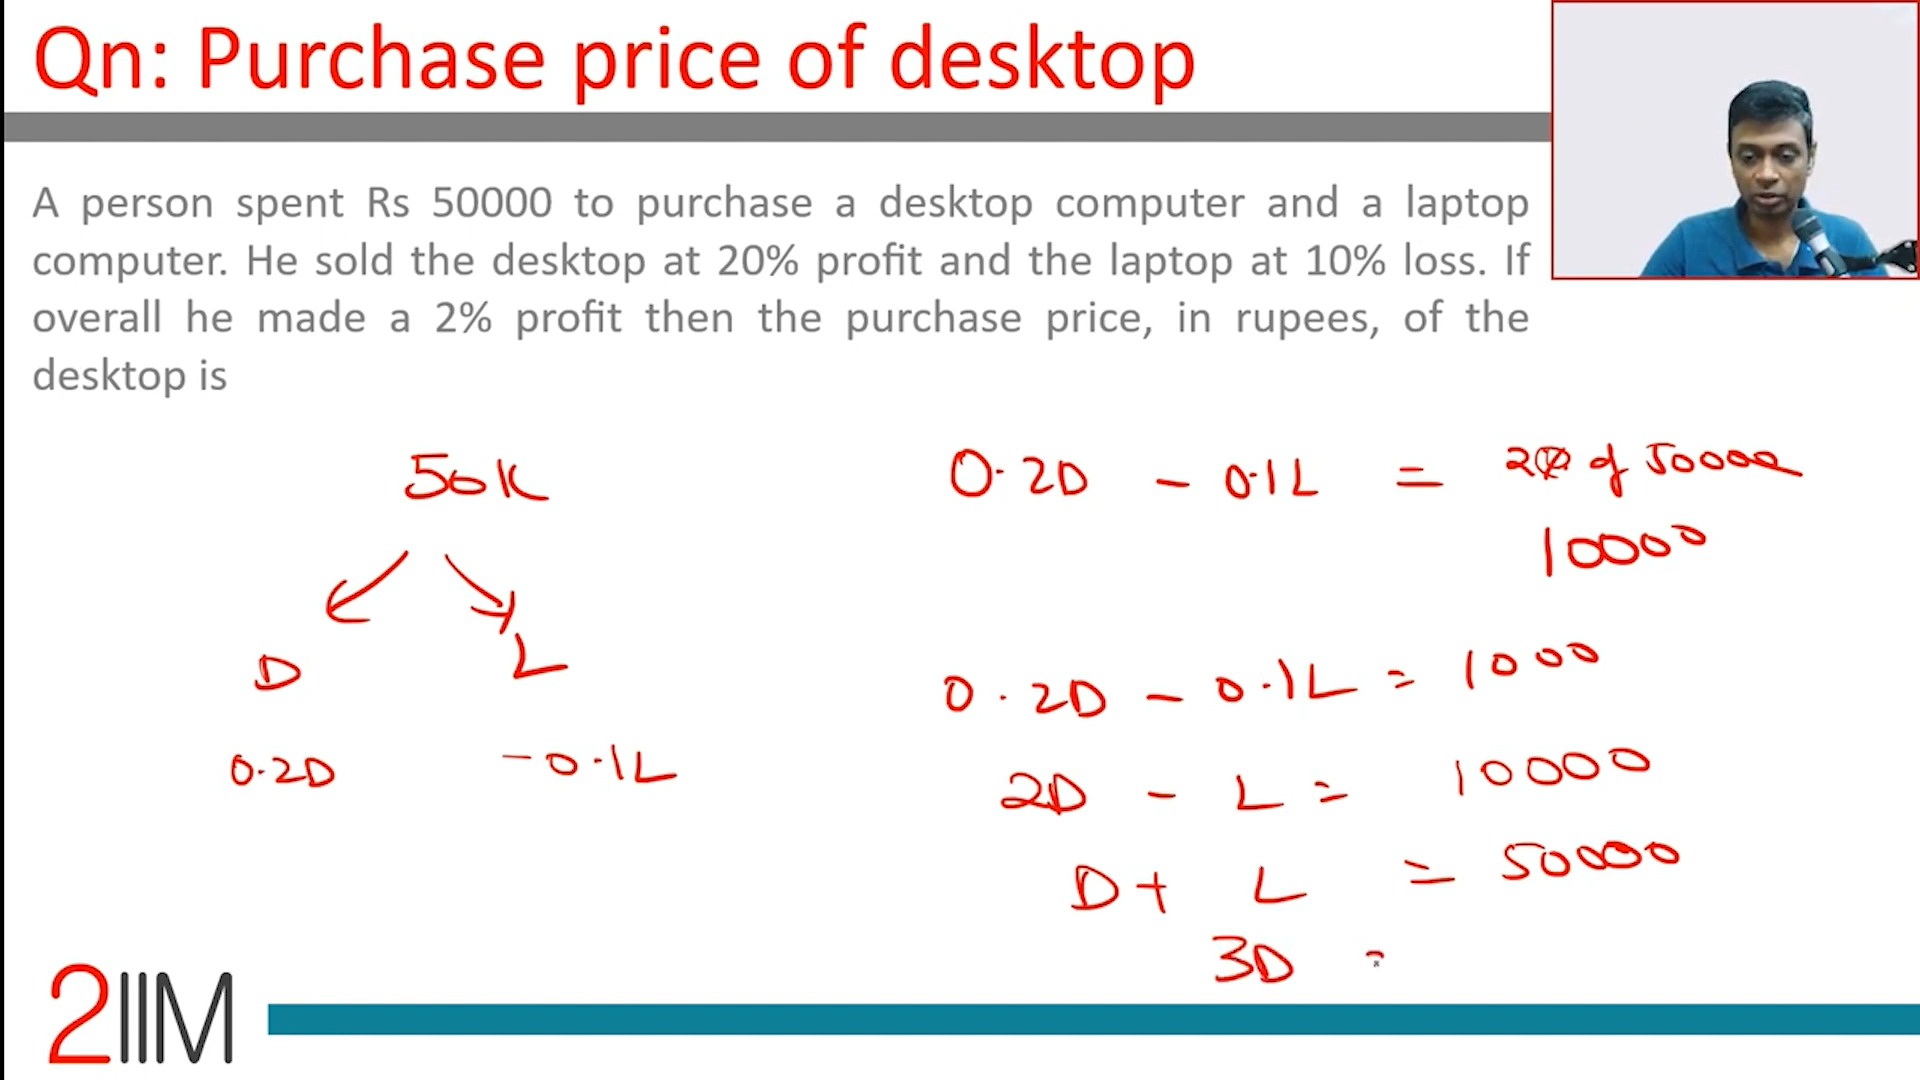 Qn: Purchase price of desktop
A person spent Rs 50000 to purchase a desktop computer and a laptop
computer. He sold the desktop at 20% profit and the laptop at 10% loss. If
overall he made a 2% profit then the purchase price, in rupees, of the
desktop is
50K
D L
0.2D -0.1L
0.2D - 0.1L = 2% of 50000
10000
0.2D - 0.1L = 1000
2D - L = 10000
D + L = 50000
3D =
2IIM